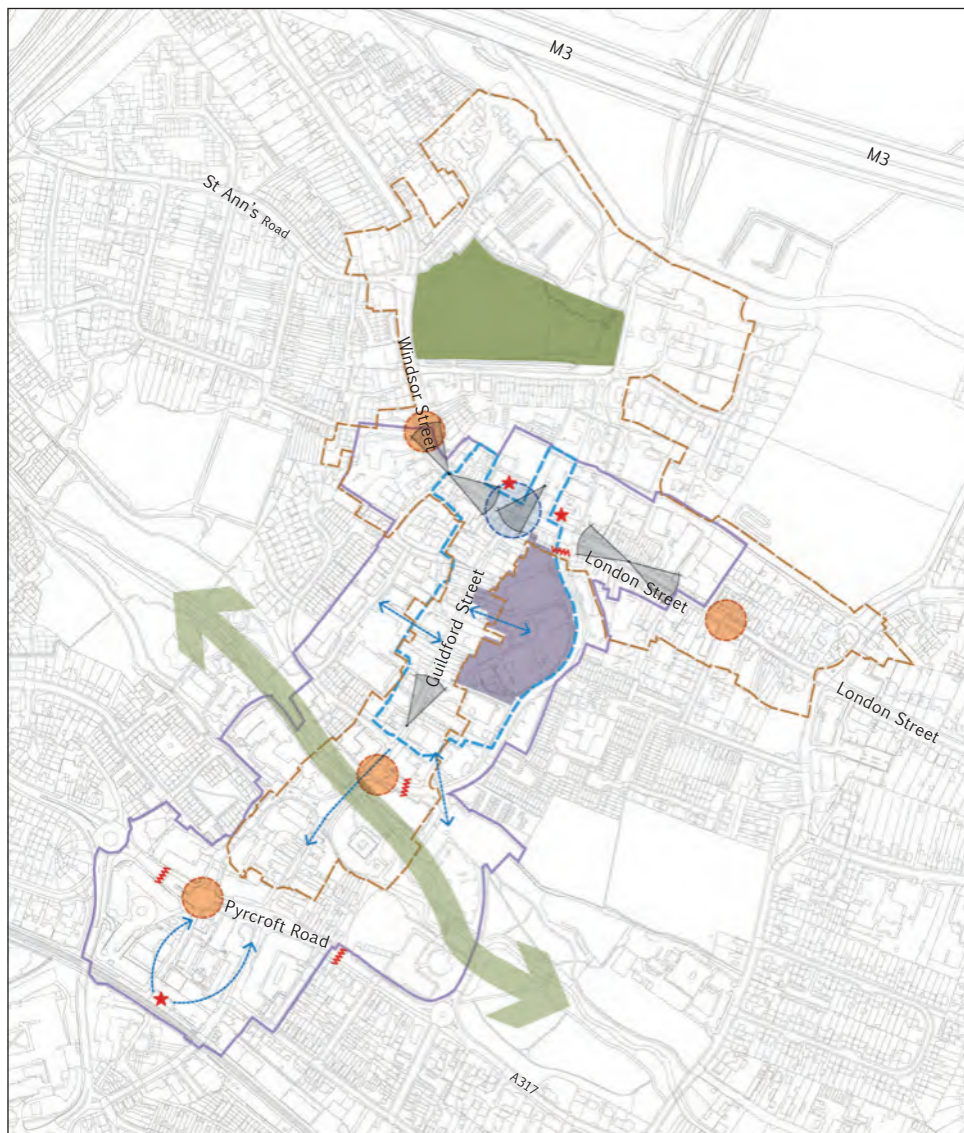 M3
M3
St Ann's Road
Windsor Street
London Street
Guildford Street
London Street
Pyrcroft Road
A317